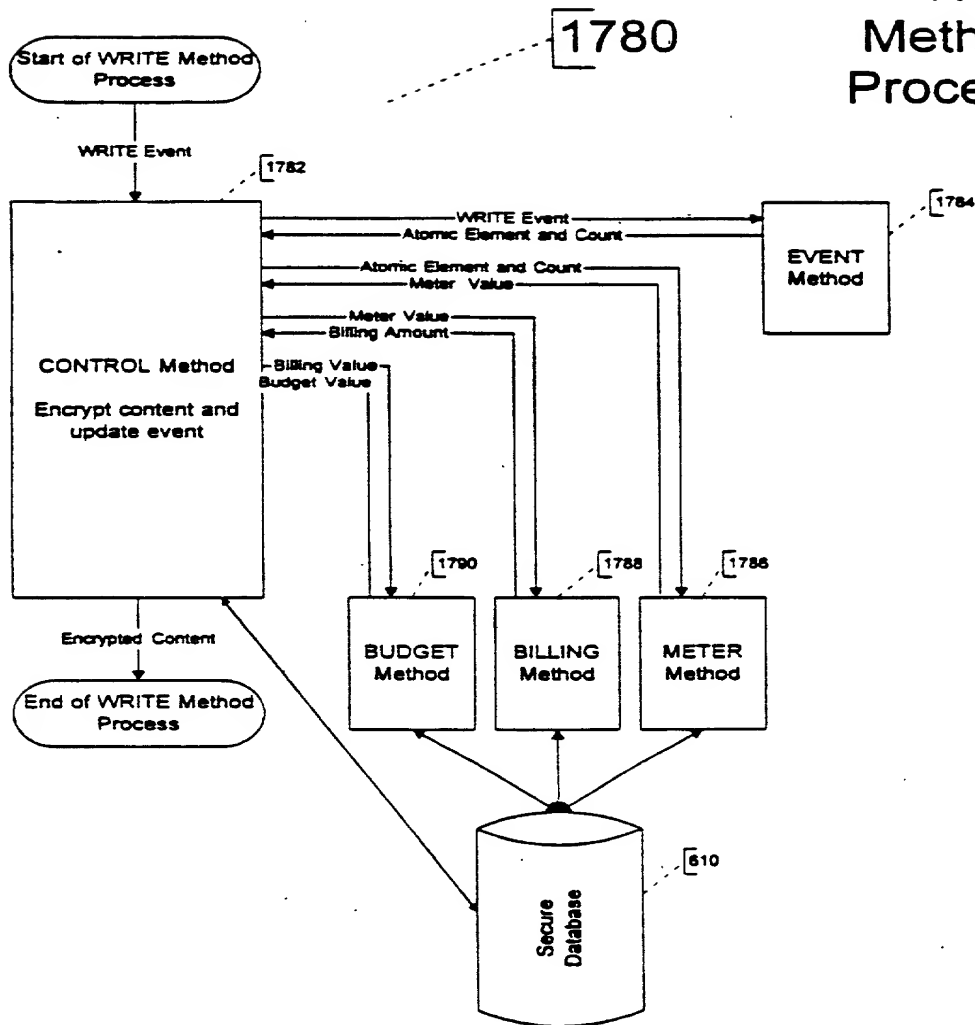 1780
Start of WRITE Method
Process
WRITE Event
1782
WRITE Event
Atomic Element and Count
1784
EVENT
Method
Atomic Element and Count
Meter Value
Meter Value
Billing Amount
Billing Value
Budget Value
CONTROL Method
Encrypt content and
update event
1790
1788
1786
BUDGET
Method
BILLING
Method
METER
Method
Encrypted Content
End of WRITE Method
Process
Secure
Database
610